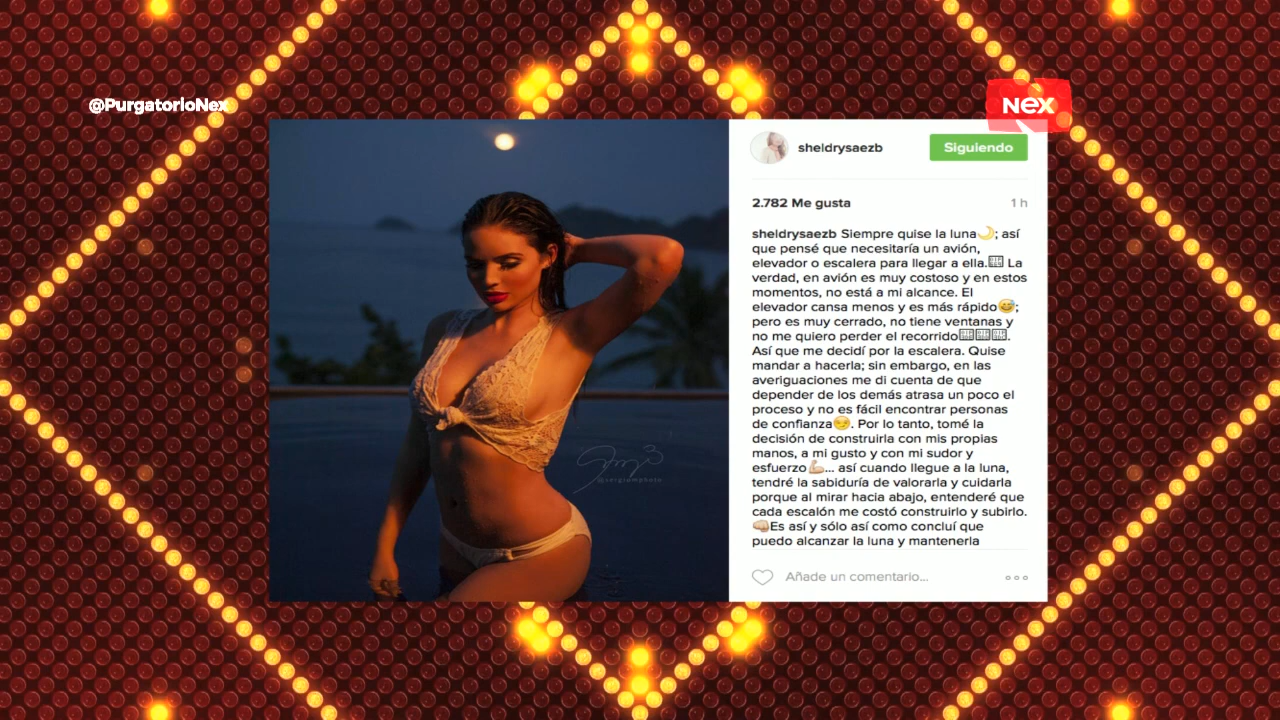 @PurgatorioNex
Nex
sheldrysaezb
Siguiendo
2.782 Me gusta
1 h
sheldrysaezb Siempre quise la luna🌙; así
que pensé que necesitaría un avión,
elevador o escalera para llegar a ella. La
verdad, en avión es muy costoso y en estos
momentos, no está a mi alcance. El
elevador cansa menos y es más rápido😅;
pero es muy cerrado, no tiene ventanas y
no me quiero perder el recorrido.
Así que me decidí por la escalera. Quise
mandar a hacerla; sin embargo, en las
averiguaciones me di cuenta de que
depender de los demás atrasa un poco el
proceso y no es fácil encontrar personas
de confianza😏. Por lo tanto, tomé la
decisión de construirla con mis propias
manos, a mi gusto y con mi sudor y
esfuerzo💪🏼... así cuando llegue a la luna,
tendré la sabiduría de valorarla y cuidarla
porque al mirar hacia abajo, entenderé que
cada escalón me costó construirlo y subirlo.
👊🏼Es así y sólo así como concluí que
puedo alcanzar la luna y mantenerla
Añade un comentario...
@sergiomphoto